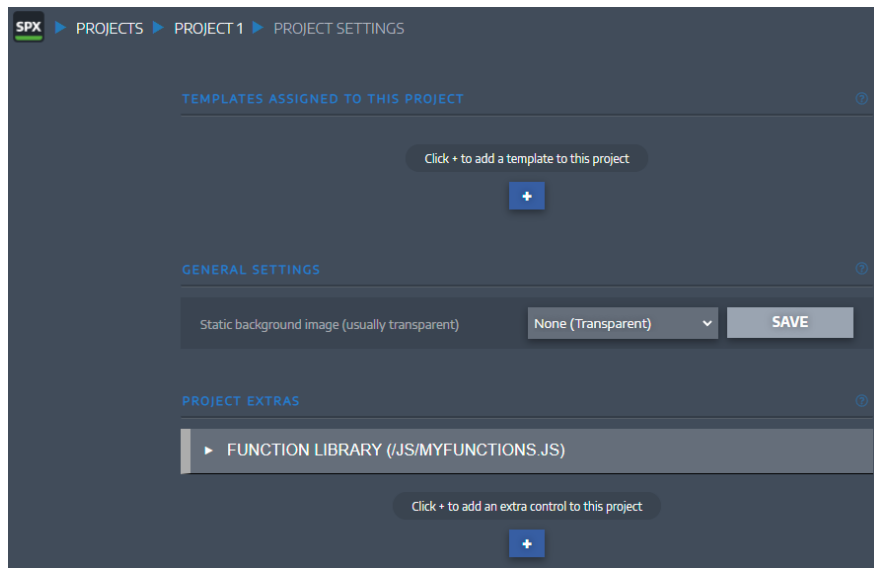 SPX PROJECTS PROJECT 1 PROJECT SETTINGS
TEMPLATES ASSIGNED TO THIS PROJECT ?
Click + to add a template to this project
+
GENERAL SETTINGS ?
Static background image (usually transparent) None (Transparent) SAVE
PROJECT EXTRAS ?
FUNCTION LIBRARY (/JS/MYFUNCTIONS.JS)
Click + to add an extra control to this project
+